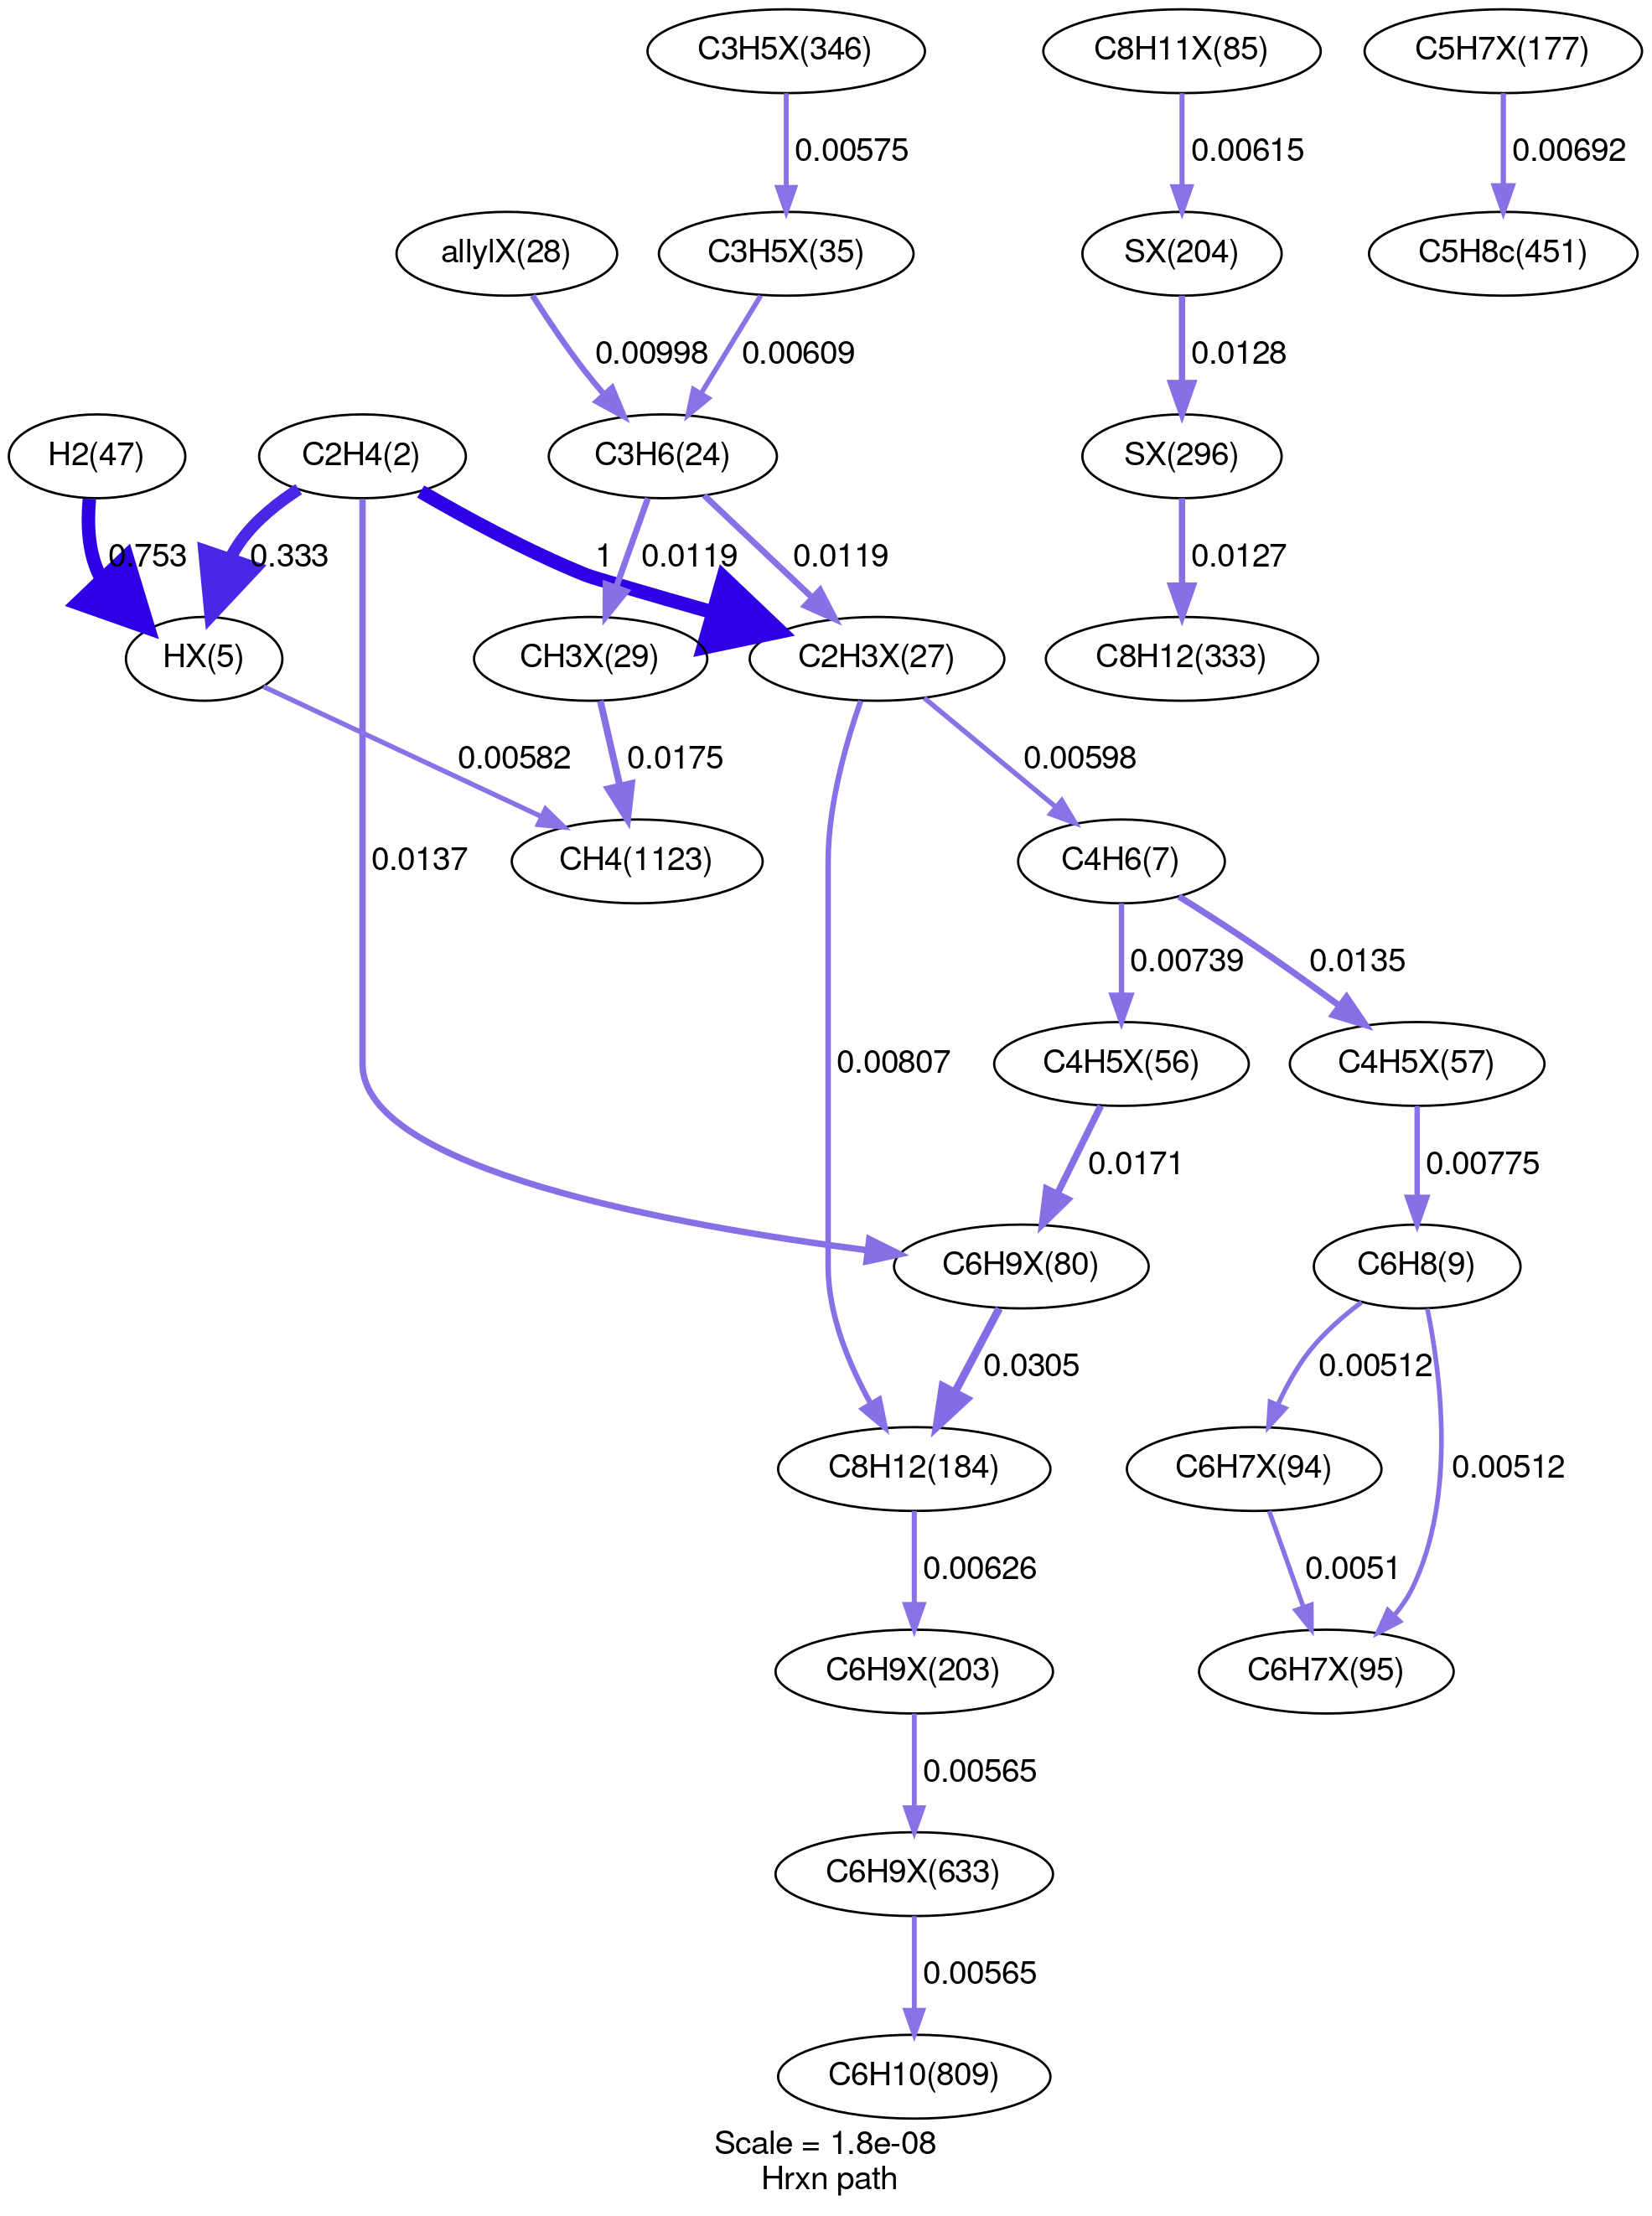 C3H5X(346)
C8H11X(85)
C5H7X(177)
0.00575
0.00615
0.00692
allylX(28)
C3H5X(35)
SX(204)
C5H8c(451)
0.00998
0.00609
0.0128
H2(47)
C2H4(2)
C3H6(24)
SX(296)
0.753
0.333
1
0.0119
0.0119
0.0127
HX(5)
CH3X(29)
C2H3X(27)
C8H12(333)
0.00582
0.0175
0.00598
0.0137
CH4(1123)
C4H6(7)
0.00739
0.0135
0.00807
C4H5X(56)
C4H5X(57)
0.0171
0.00775
C6H9X(80)
C6H8(9)
0.0305
0.00512
C8H12(184)
C6H7X(94)
0.00512
0.00626
0.0051
C6H9X(203)
C6H7X(95)
0.00565
C6H9X(633)
0.00565
C6H10(809)
Scale = 1.8e-08
Hrxn path